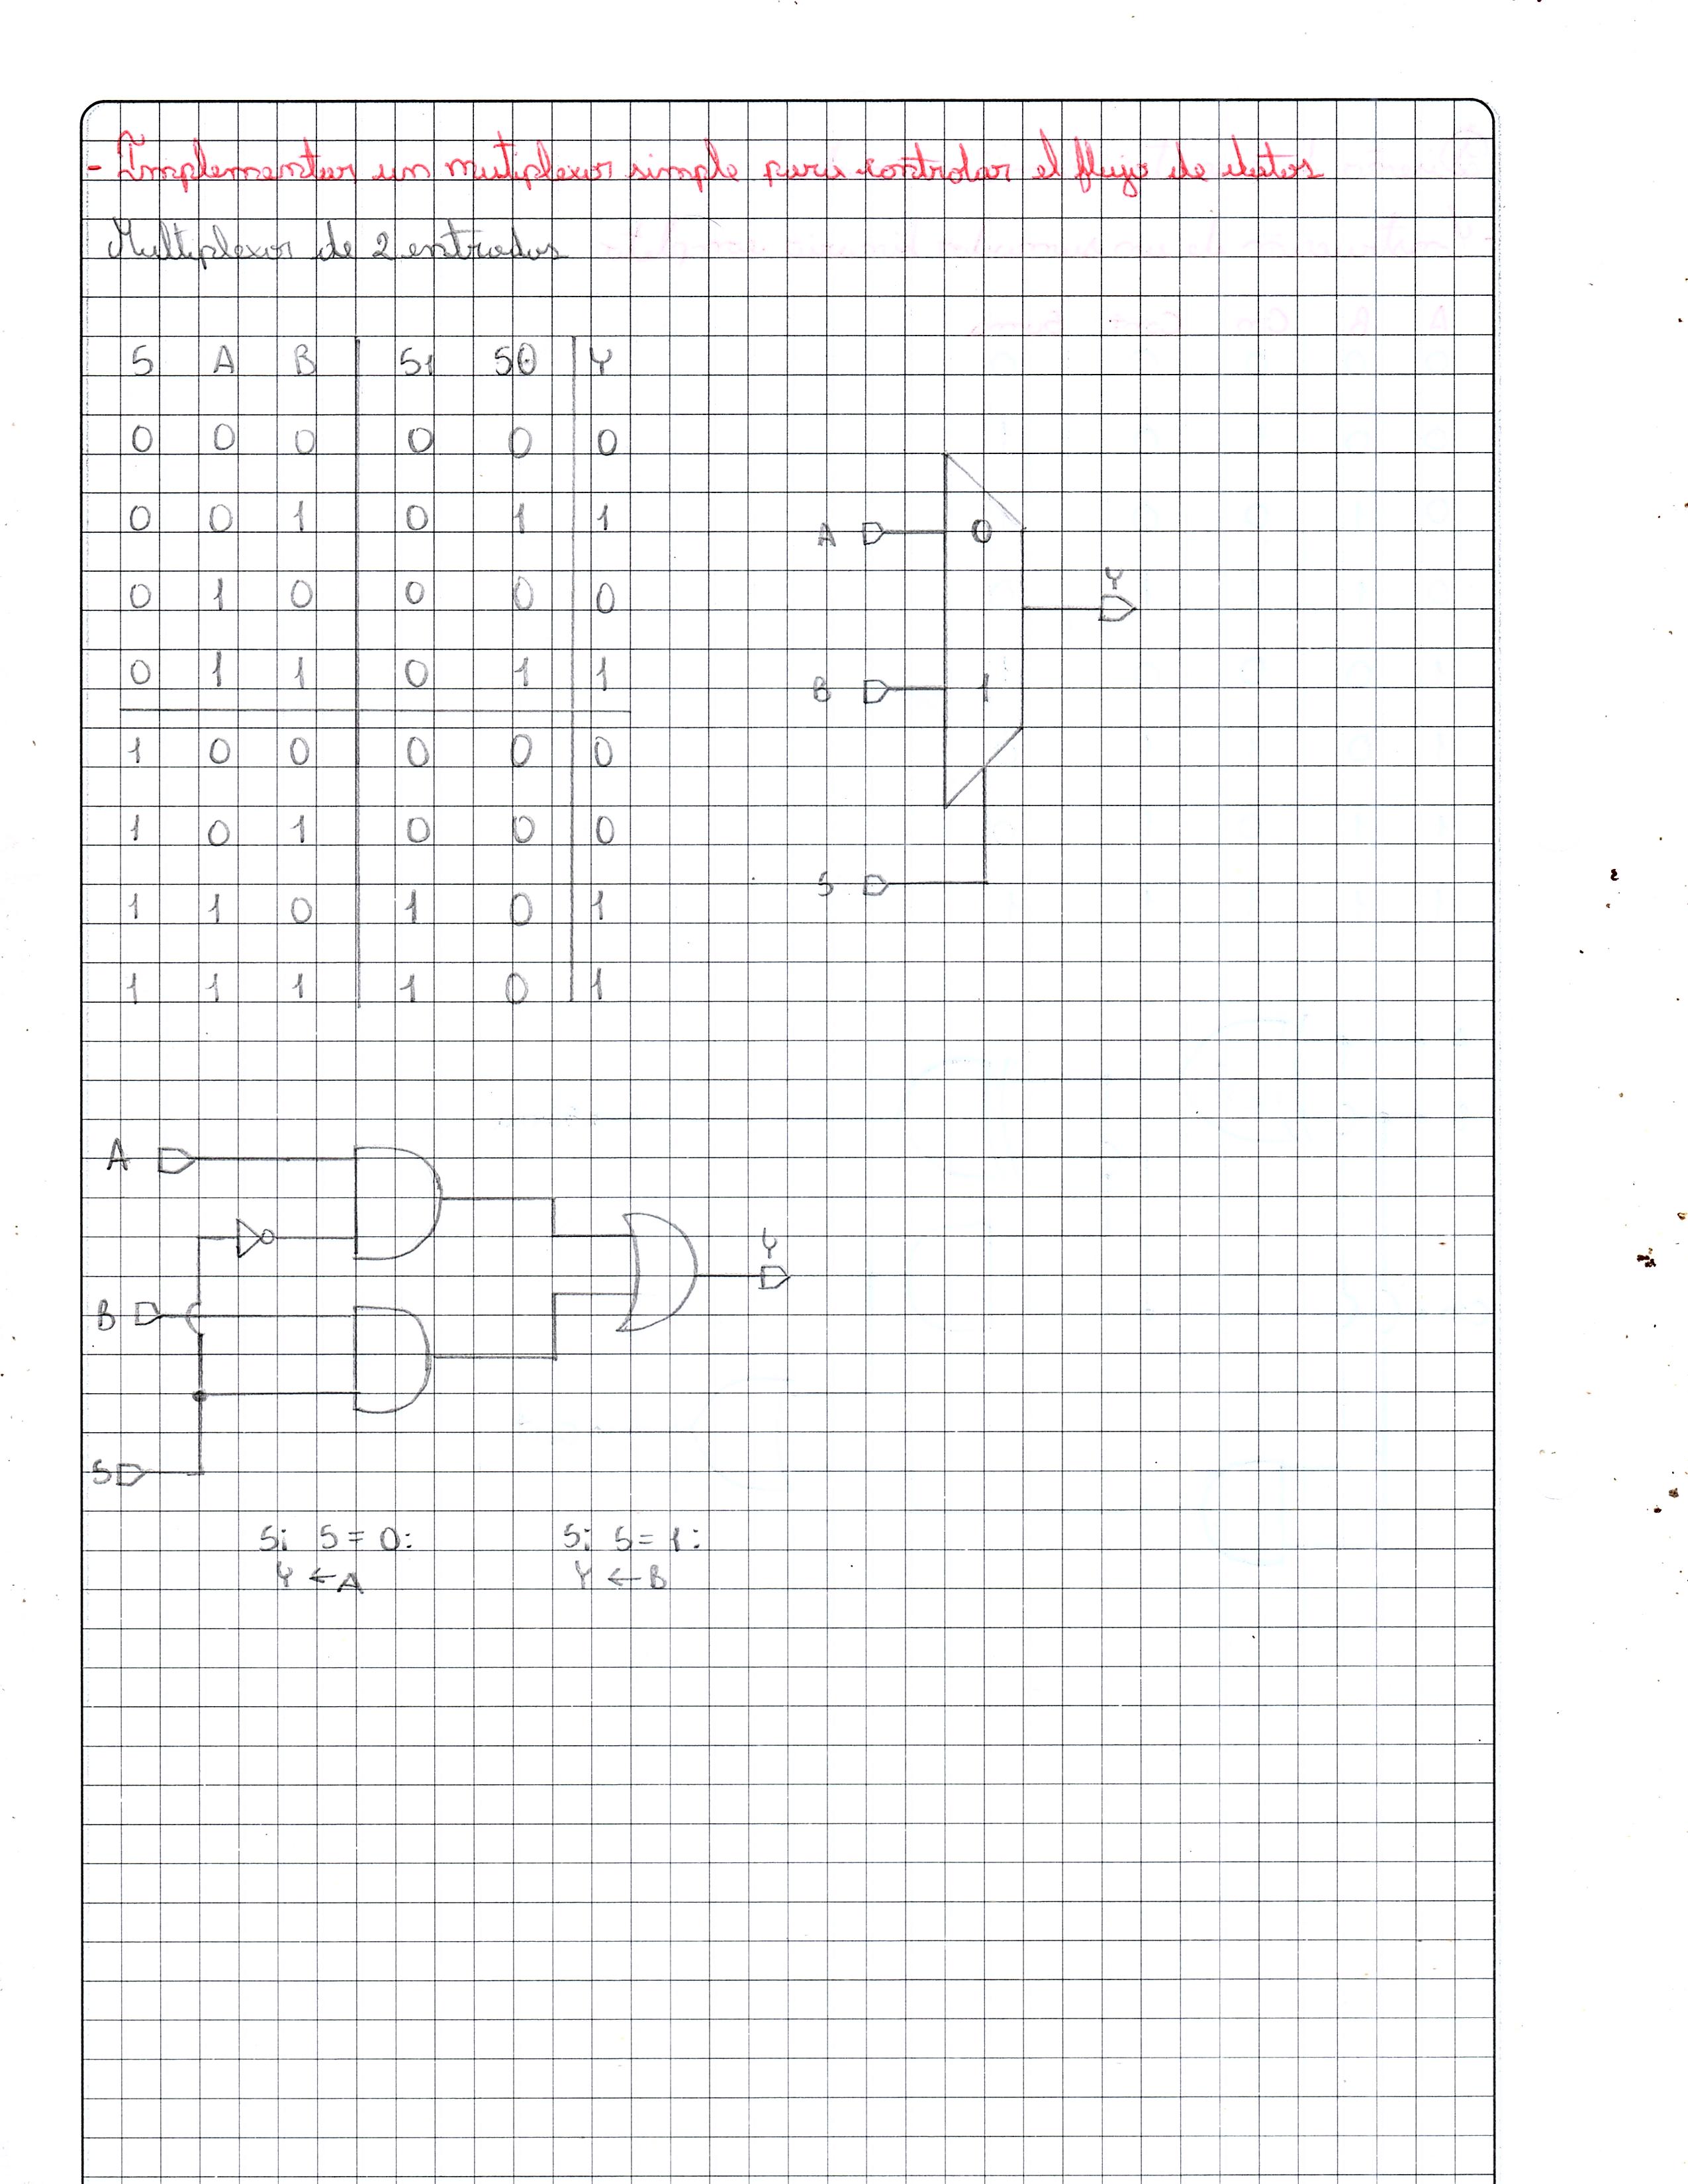 - Implementar un mutiplexor simple para controlar el flujo de datos
Multiplexor de 2 entradas
S A B S1 S0 Y
0 0 0 0 0 0
0 0 1 0 1 1
0 1 0 0 0 0
0 1 1 0 1 1
1 0 0 0 0 0
1 0 1 0 0 0
1 1 0 1 0 1
1 1 1 1 0 1
A 0
Y
B 1
S
A
Y
B
S
Si S = 0: Si S = 1:
Y ← A Y ← B